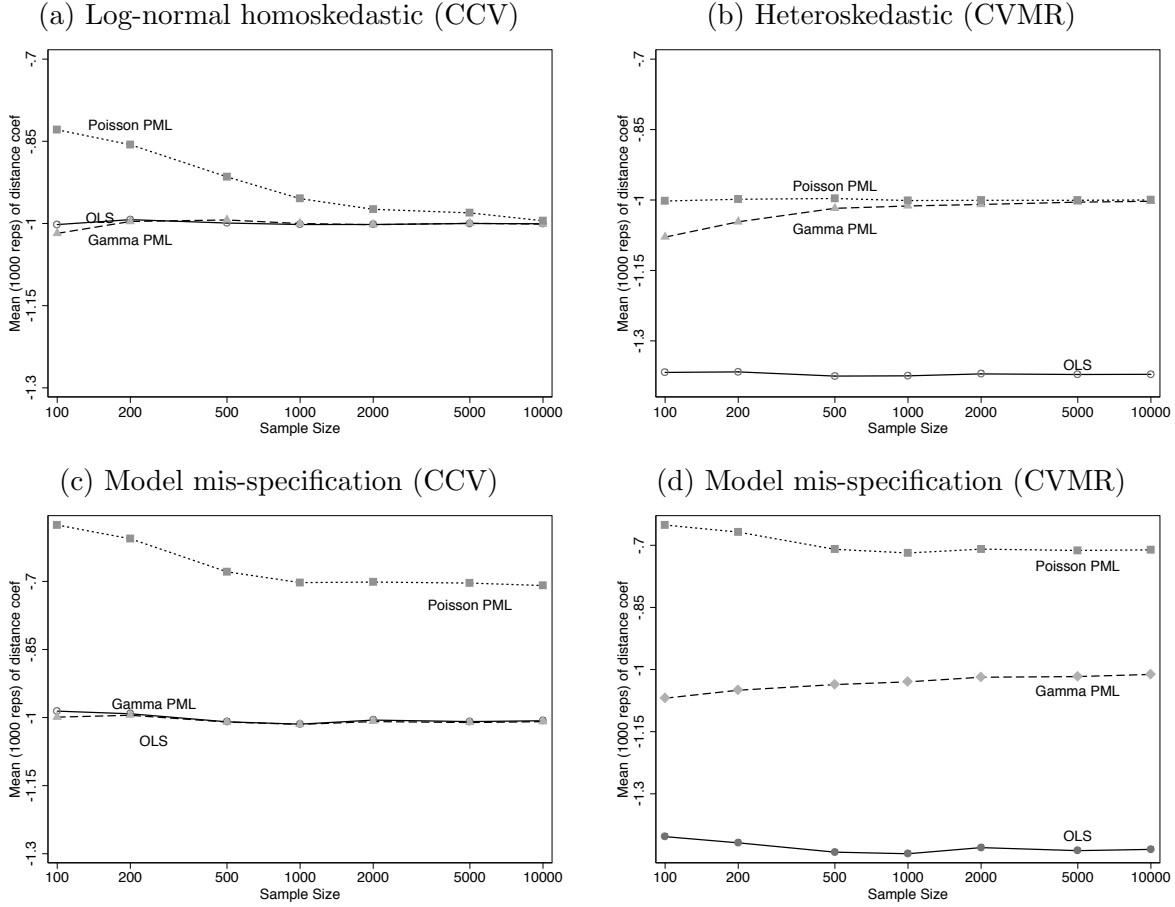 (a) Log-normal homoskedastic (CCV)
Mean (1000 reps) of distance coef
-.7
-.85
-1
-1.15
-1.3
Poisson PML
OLS
Gamma PML
100 200 500 1000 2000 5000 10000
Sample Size
(b) Heteroskedastic (CVMR)
Mean (1000 reps) of distance coef
-.7
-.85
-1
-1.15
-1.3
Poisson PML
Gamma PML
OLS
100 200 500 1000 2000 5000 10000
Sample Size
(c) Model mis-specification (CCV)
Mean (1000 reps) of distance coef
-.7
-.85
-1
-1.15
-1.3
Poisson PML
Gamma PML
OLS
100 200 500 1000 2000 5000 10000
Sample Size
(d) Model mis-specification (CVMR)
Mean (1000 reps) of distance coef
-.7
-.85
-1
-1.15
-1.3
Poisson PML
Gamma PML
OLS
100 200 500 1000 2000 5000 10000
Sample Size